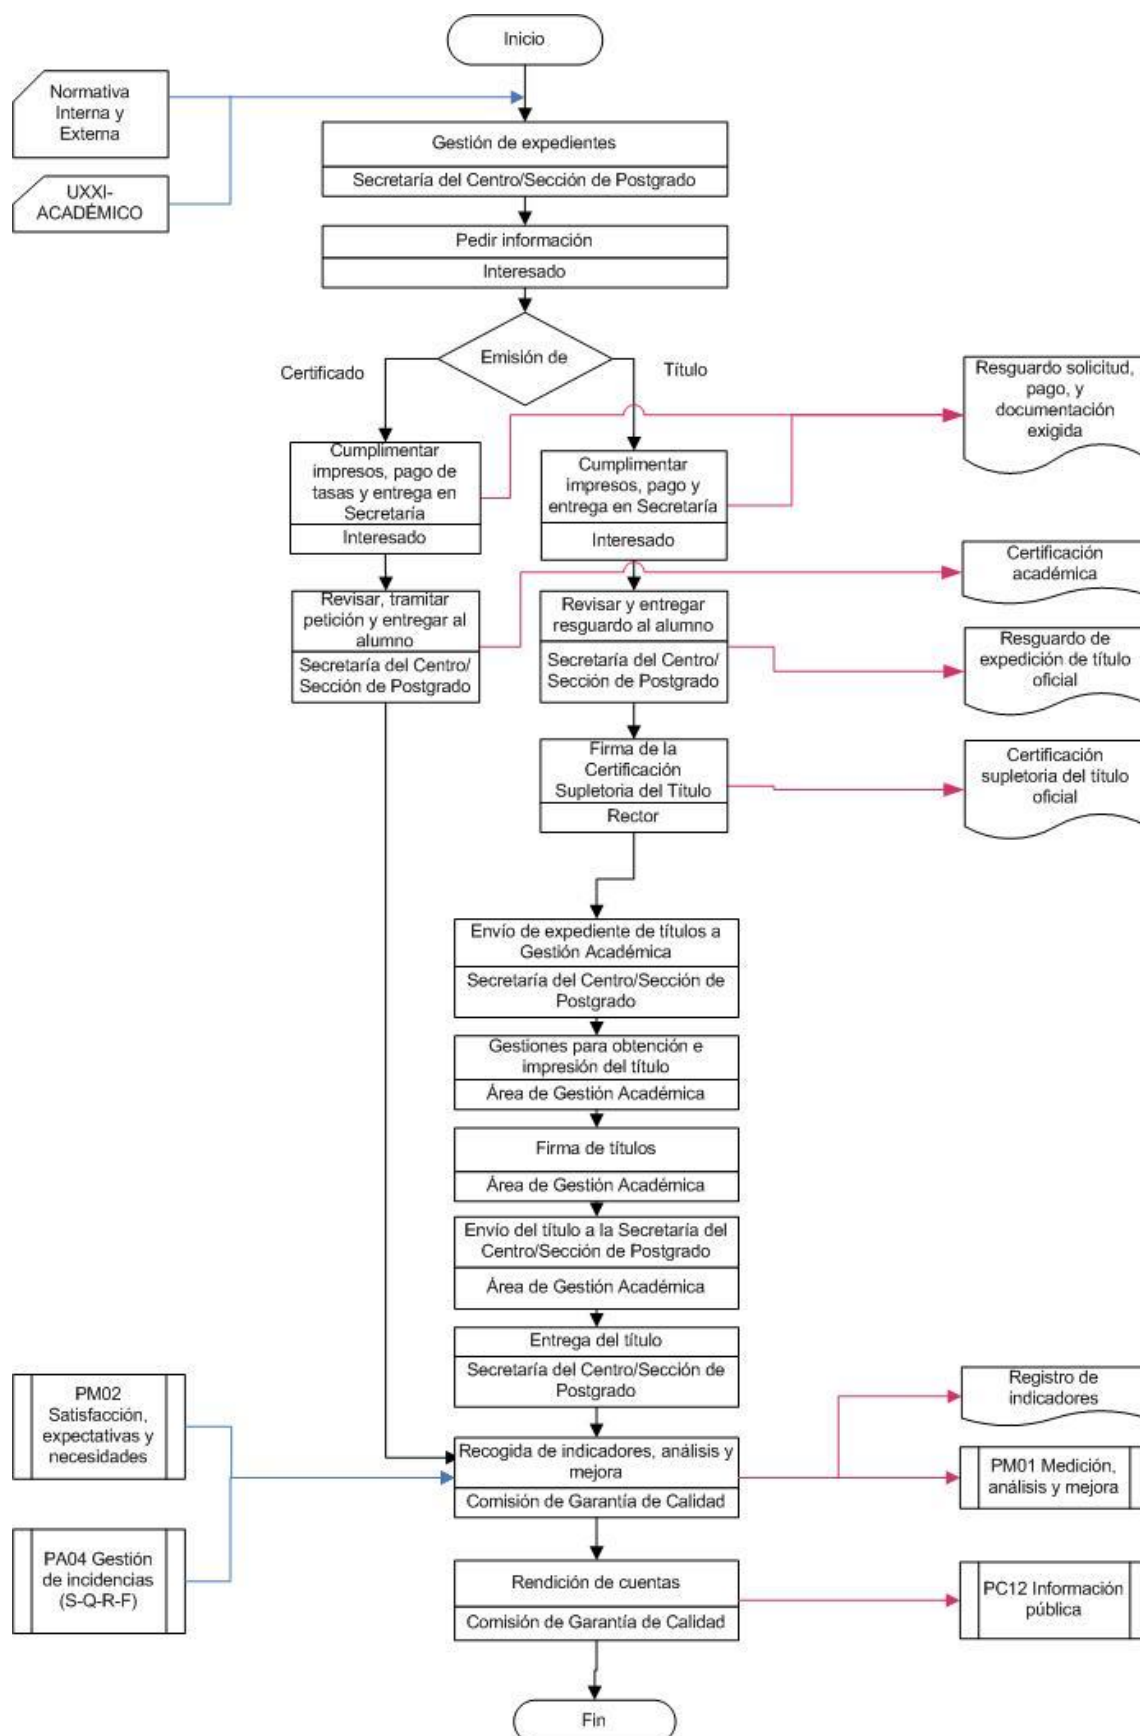 Inicio
Normativa
Interna y
Externa
UXXI-
ACADÉMICO
Gestión de expedientes
Secretaría del Centro/Sección de Postgrado
Pedir información
Interesado
Emisión de
Certificado
Título
Resguardo solicitud,
pago, y
documentación
exigida
Cumplimentar
impresos, pago de
tasas y entrega en
Secretaría
Interesado
Cumplimentar
impresos, pago y
entrega en Secretaría
Interesado
Certificación
académica
Revisar, tramitar
petición y entregar al
alumno
Secretaría del Centro/
Sección de Postgrado
Revisar y entregar
resguardo al alumno
Secretaría del Centro/
Sección de Postgrado
Resguardo de
expedición de título
oficial
Firma de la
Certificación
Supletoria del Título
Rector
Certificación
supletoria del título
oficial
Envío de expediente de títulos a
Gestión Académica
Secretaría del Centro/Sección de
Postgrado
Gestiones para obtención e
impresión del título
Área de Gestión Académica
Firma de títulos
Área de Gestión Académica
Envío del título a la Secretaría del
Centro/Sección de Postgrado
Área de Gestión Académica
Entrega del título
Secretaría del Centro/Sección de
Postgrado
PM02
Satisfacción,
expectativas y
necesidades
Registro de
indicadores
Recogida de indicadores, análisis y
mejora
Comisión de Garantía de Calidad
PM01 Medición,
análisis y mejora
PA04 Gestión
de incidencias
(S-Q-R-F)
Rendición de cuentas
Comisión de Garantía de Calidad
PC12 Información
pública
Fin